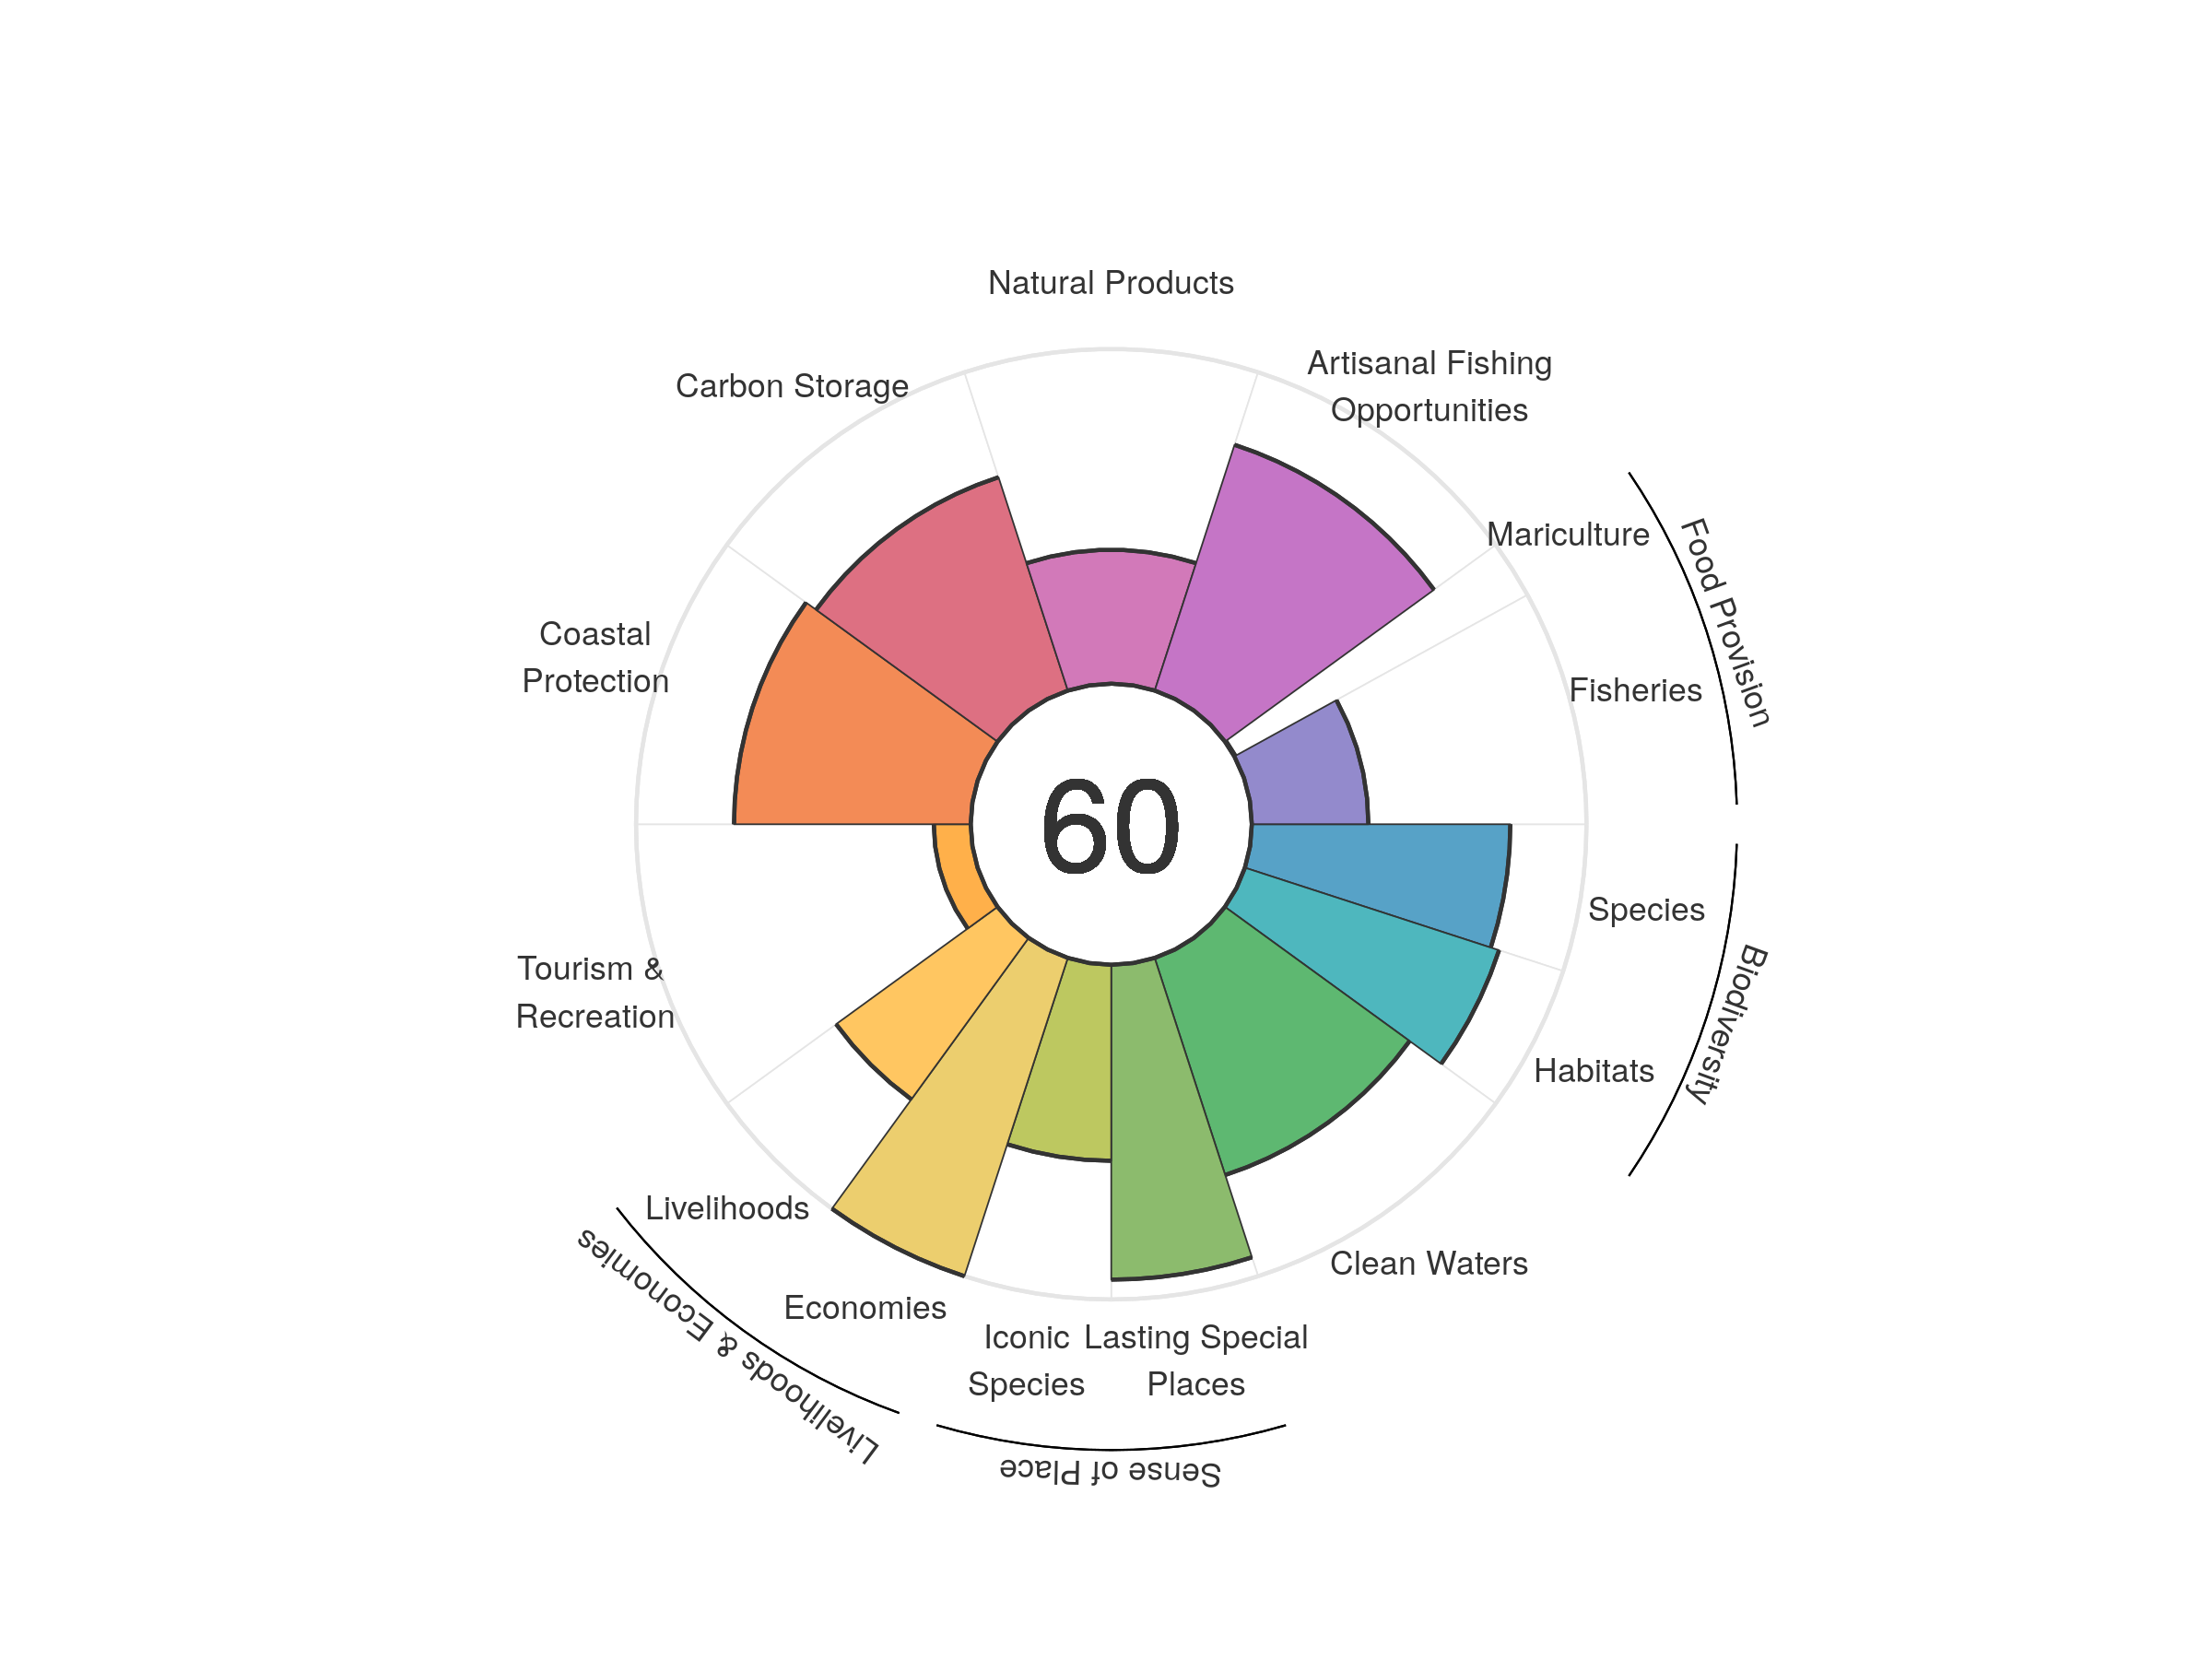 Natural Products
Artisanal Fishing
Opportunities
Carbon Storage
Mariculture
Food Provision
Coastal
Protection
Fisheries
60
Species
Biodiversity
Tourism &
Recreation
Habitats
Livelihoods
Clean Waters
Livelihoods & Economies
Economies
Iconic
Species
Lasting Special
Places
Sense of Place